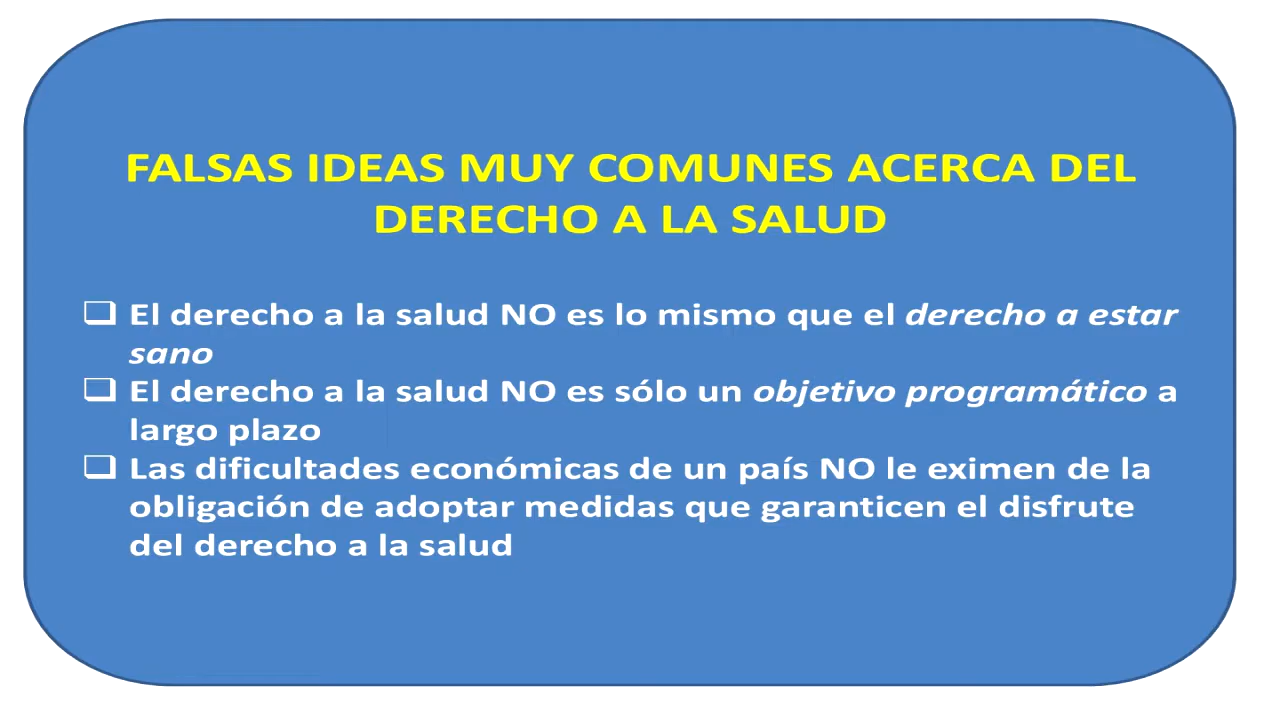 FALSAS IDEAS MUY COMUNES ACERCA DEL
DERECHO A LA SALUD
El derecho a la salud NO es lo mismo que el derecho a estar
sano
El derecho a la salud NO es sólo un objetivo programático a
largo plazo
Las dificultades económicas de un país NO le eximen de la
obligación de adoptar medidas que garanticen el disfrute
del derecho a la salud